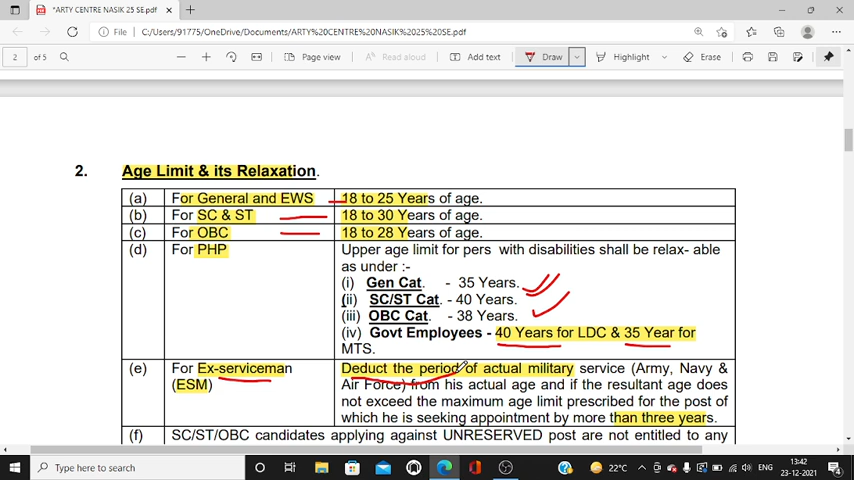 *ARTY CENTRE NASIK 25 SE.pdf
File
C:/Users/91775/OneDrive/Documents/ARTY%20CENTRE%20NASIK%2025%20SE.pdf
2 of 5
Page view
Read aloud
Add text
Draw
Highlight
Erase
2. Age Limit & its Relaxation.
(a) For General and EWS 18 to 25 Years of age.
(b) For SC & ST 18 to 30 Years of age.
(c) For OBC 18 to 28 Years of age.
(d) For PHP Upper age limit for pers with disabilities shall be relax- able
as under :-
(i) Gen Cat. - 35 Years.
(ii) SC/ST Cat. - 40 Years.
(iii) OBC Cat. - 38 Years.
(iv) Govt Employees - 40 Years for LDC & 35 Year for
MTS.
(e) For Ex-serviceman Deduct the period of actual military service (Army, Navy &
(ESM) Air Force) from his actual age and if the resultant age does
not exceed the maximum age limit prescribed for the post of
which he is seeking appointment by more than three years.
(f) SC/ST/OBC candidates applying against UNRESERVED post are not entitled to any
Type here to search
22°C
ENG
13:42
23-12-2021
4